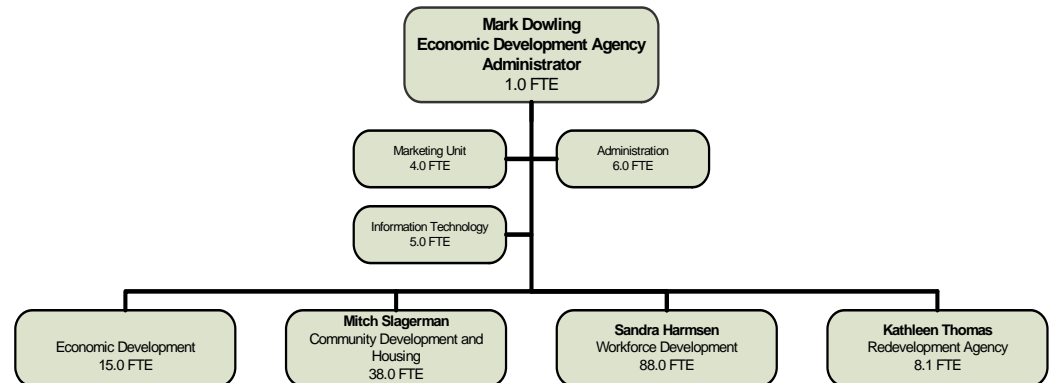 Mark Dowling
Economic Development Agency
Administrator
1.0 FTE
Marketing Unit
4.0 FTE
Administration
6.0 FTE
Information Technology
5.0 FTE
Economic Development
15.0 FTE
Mitch Slagerman
Community Development and
Housing
38.0 FTE
Sandra Harmsen
Workforce Development
88.0 FTE
Kathleen Thomas
Redevelopment Agency
8.1 FTE